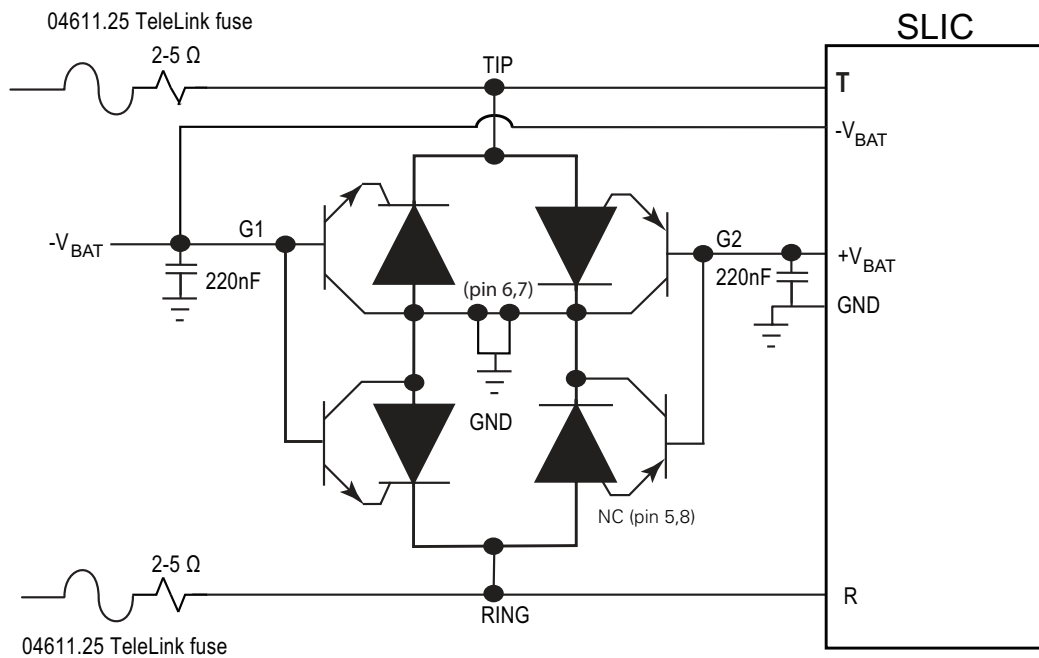 04611.25 TeleLink fuse
SLIC
2-5 Ω
TIP
T
-VBAT
G1
G2
-VBAT
220nF
(pin 6,7)
220nF
+VBAT
GND
GND
NC (pin 5,8)
2-5 Ω
R
RING
04611.25 TeleLink fuse